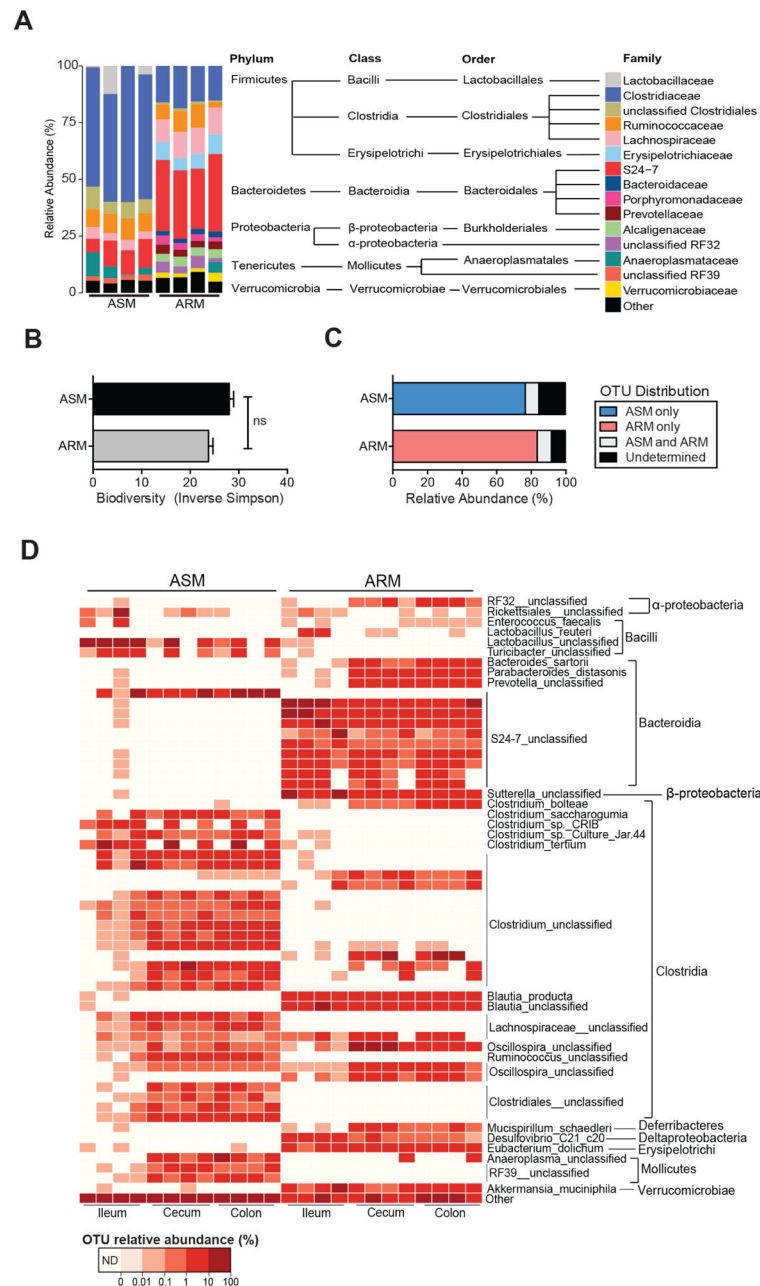 A
Relative Abundance (%)
100
75
50
25
0
ASM
ARM
Phylum Class Order Family
Firmicutes Bacilli Lactobacillales Lactobacillaceae
Clostridiaceae
unclassified Clostridiales
Clostridia Clostridiales Ruminococcaceae
Lachnospiraceae
Erysipelotrichi Erysipelotrichiales Erysipelotrichiaceae
S24-7
Bacteroidetes Bacteroidia Bacteroidales Bacteroidaceae
Porphyromonadaceae
Prevotellaceae
Proteobacteria β-proteobacteria Burkholderiales Alcaligenaceae
α-proteobacteria unclassified RF32
Tenericutes Mollicutes Anaeroplasmatales Anaeroplasmataceae
unclassified RF39
Verrucomicrobia Verrucomicrobiae Verrucomicrobiales Verrucomicrobiaceae
Other
B
ASM
ARM
ns
0 10 20 30 40
Biodiversity (Inverse Simpson)
C
ASM
ARM
0 20 40 60 80 100
Relative Abundance (%)
OTU Distribution
ASM only
ARM only
ASM and ARM
Undetermined
D
ASM ARM
RF32__unclassified
Rickettsiales__unclassified
α-proteobacteria
Enterococcus_faecalis
Lactobacillus_reuteri
Lactobacillus_unclassified
Turicibacter_unclassified
Bacilli
Bacteroides_sartorii
Parabacteroides_distasonis
Prevotella_unclassified
S24-7_unclassified
Bacteroidia
Sutterella_unclassified β-proteobacteria
Clostridium_bolteae
Clostridium_saccharogumia
Clostridium_sp._CRIB
Clostridium_sp._Culture_Jar.44
Clostridium_tertium
Clostridium_unclassified
Clostridia
Blautia_producta
Blautia_unclassified
Lachnospiraceae__unclassified
Oscillospira_unclassified
Ruminococcus_unclassified
Oscillospira_unclassified
Clostridiales__unclassified
Mucispirillum_schaedleri Deferribacteres
Desulfovibrio_C21_c20 Deltaproteobacteria
Eubacterium_dolichum Erysipelotrichi
Anaeroplasma_unclassified
RF39__unclassified
Mollicutes
Akkermansia_muciniphila Verrucomicrobiae
Other
Ileum Cecum Colon Ileum Cecum Colon
OTU relative abundance (%)
ND
0 0.01 0.1 1 10 100